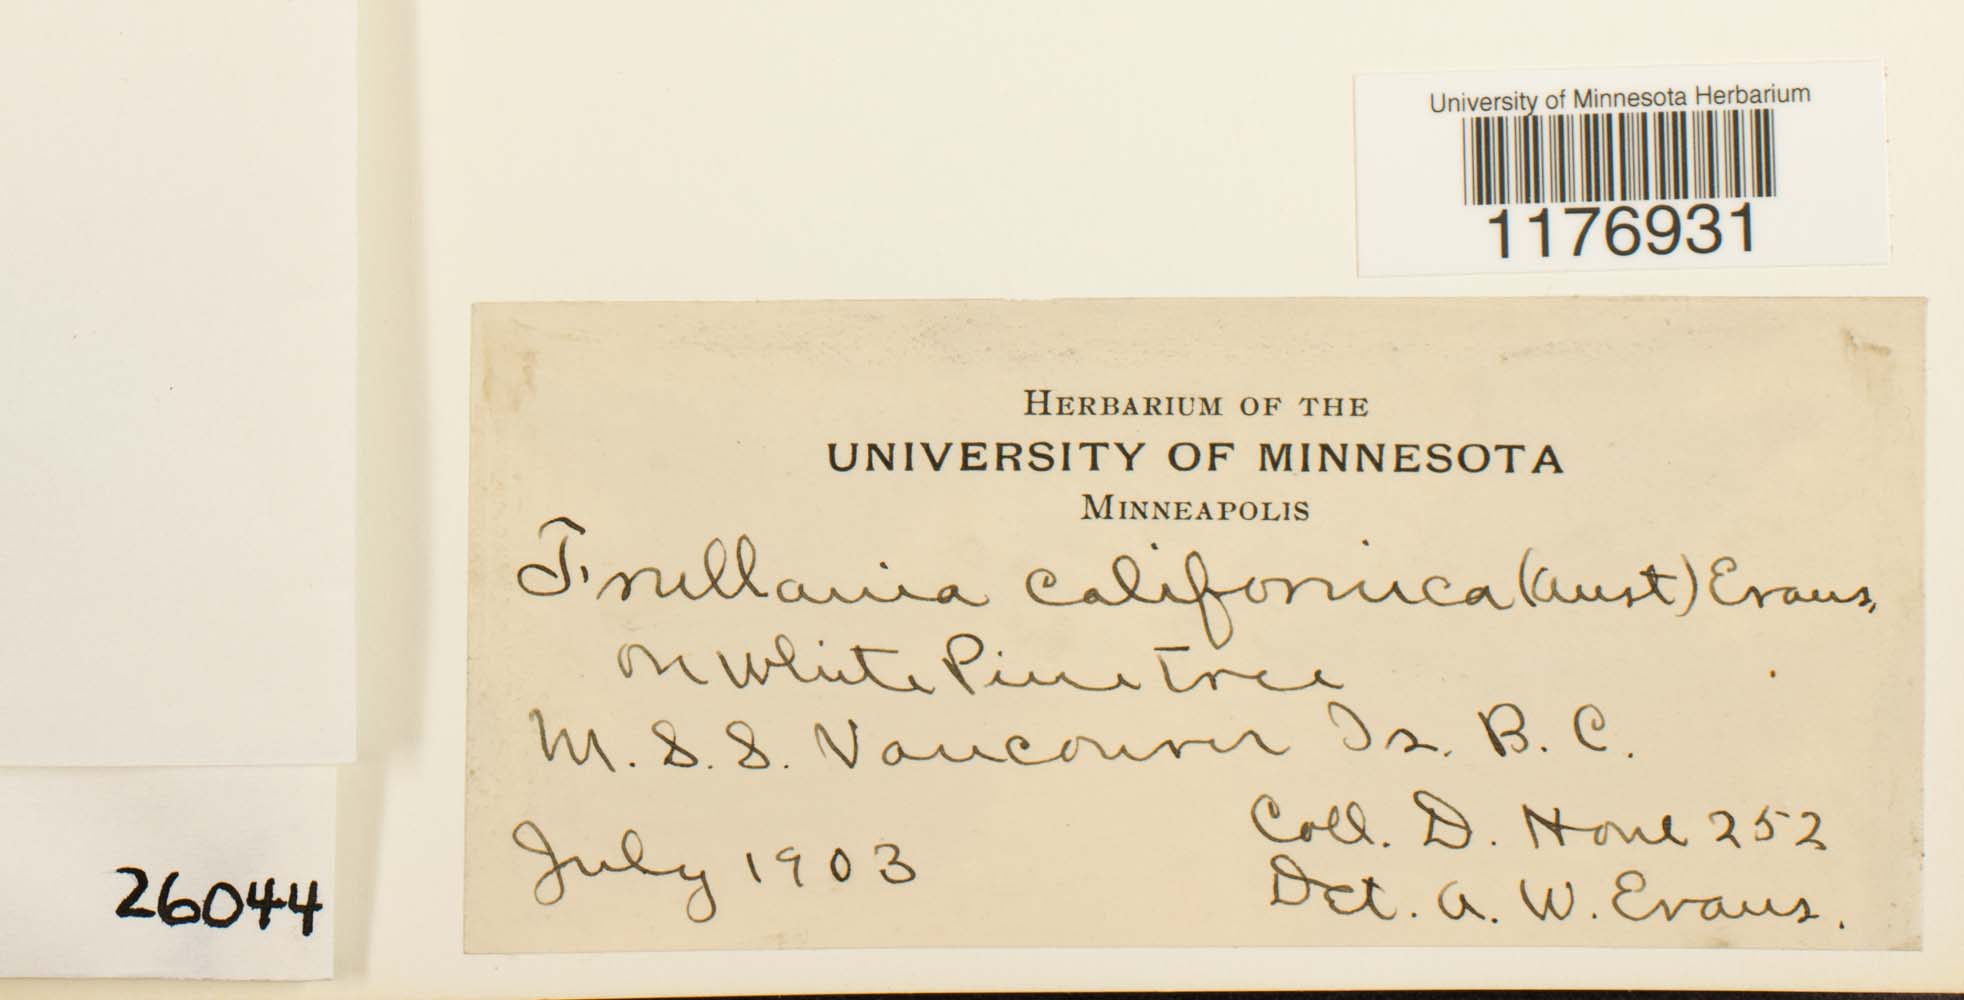 University of Minnesota Herbarium
1176931
HERBARIUM OF THE
UNIVERSITY OF MINNESOTA
MINNEAPOLIS
Frullania californica (Aust) Evans,
on White Pine tree
M.S.S. Vancouver Is. B.C.
July 1903
Coll. D. Hone 252
Det. A. W. Evans.
26044